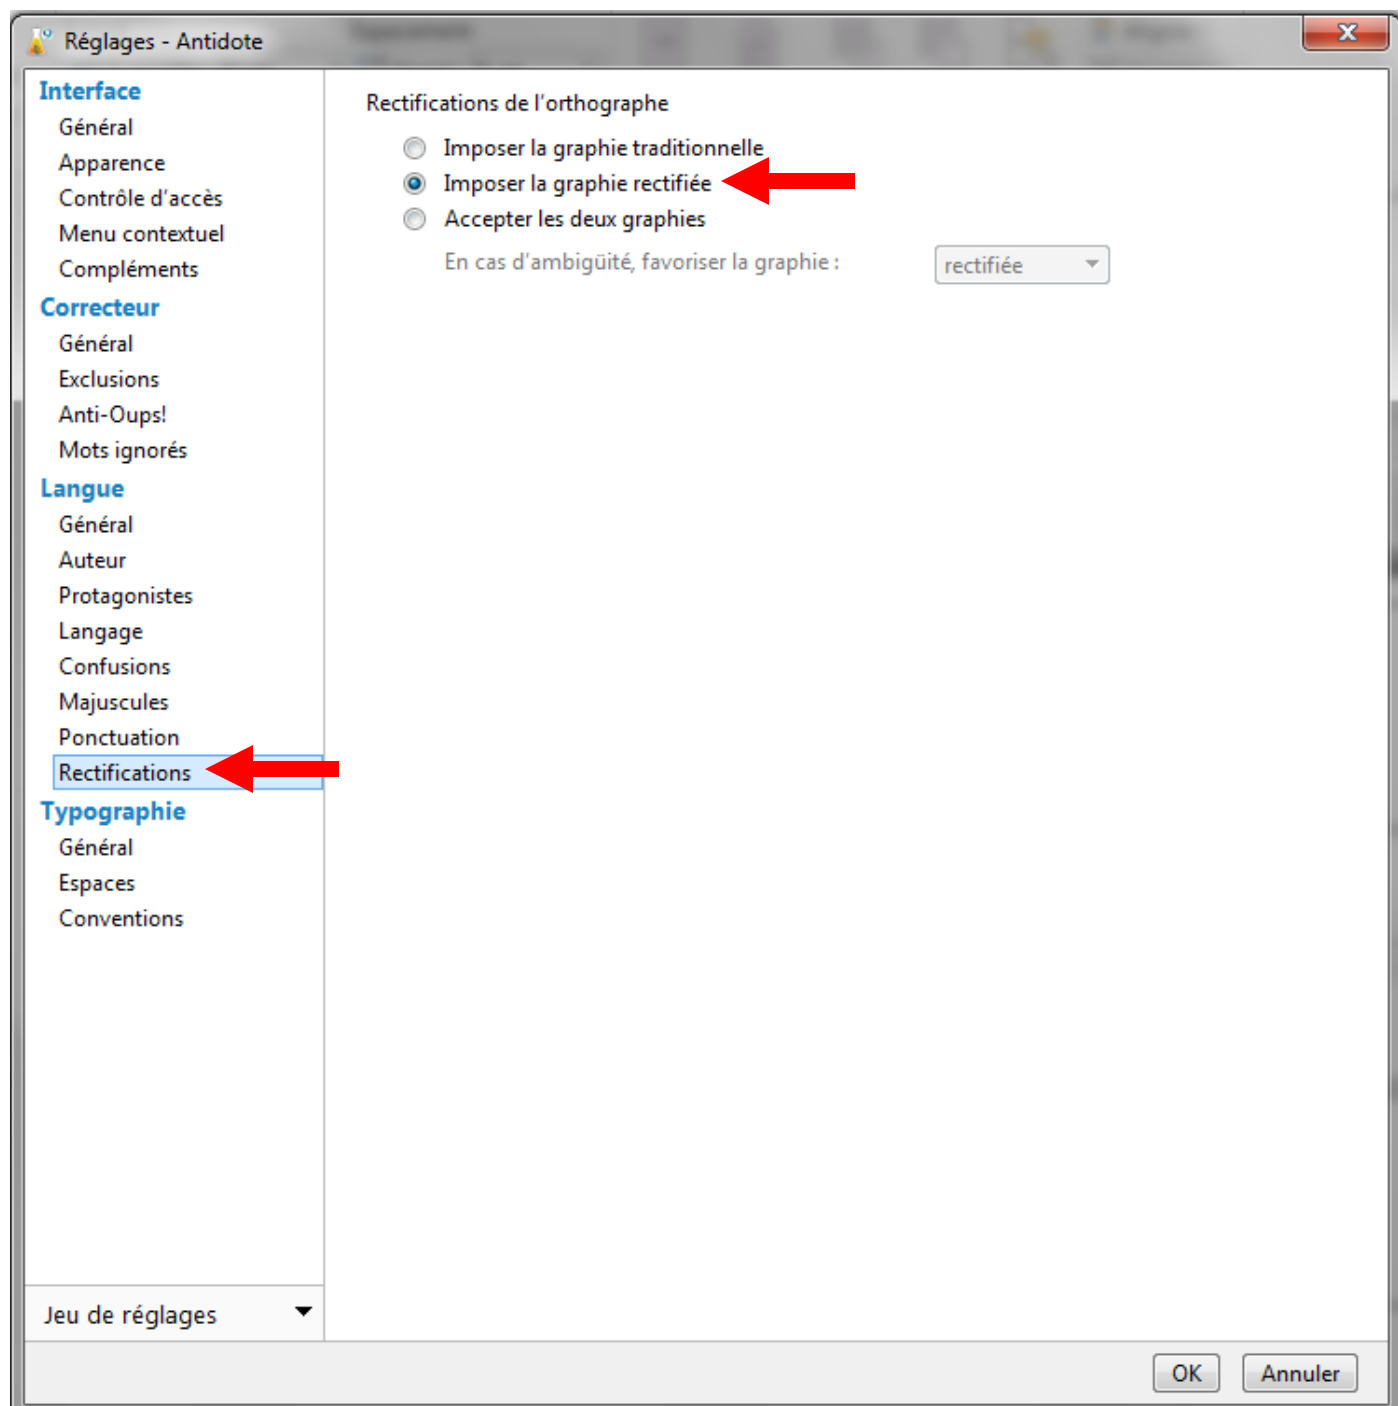 Réglages - Antidote
Interface
Général
Apparence
Contrôle d'accès
Menu contextuel
Compléments
Correcteur
Général
Exclusions
Anti-Oups!
Mots ignorés
Langue
Général
Auteur
Protagonistes
Langage
Confusions
Majuscules
Ponctuation
Rectifications
Typographie
Général
Espaces
Conventions
Jeu de réglages
Rectifications de l'orthographe
Imposer la graphie traditionnelle
Imposer la graphie rectifiée
Accepter les deux graphies
En cas d'ambigüité, favoriser la graphie : rectifiée
OK Annuler